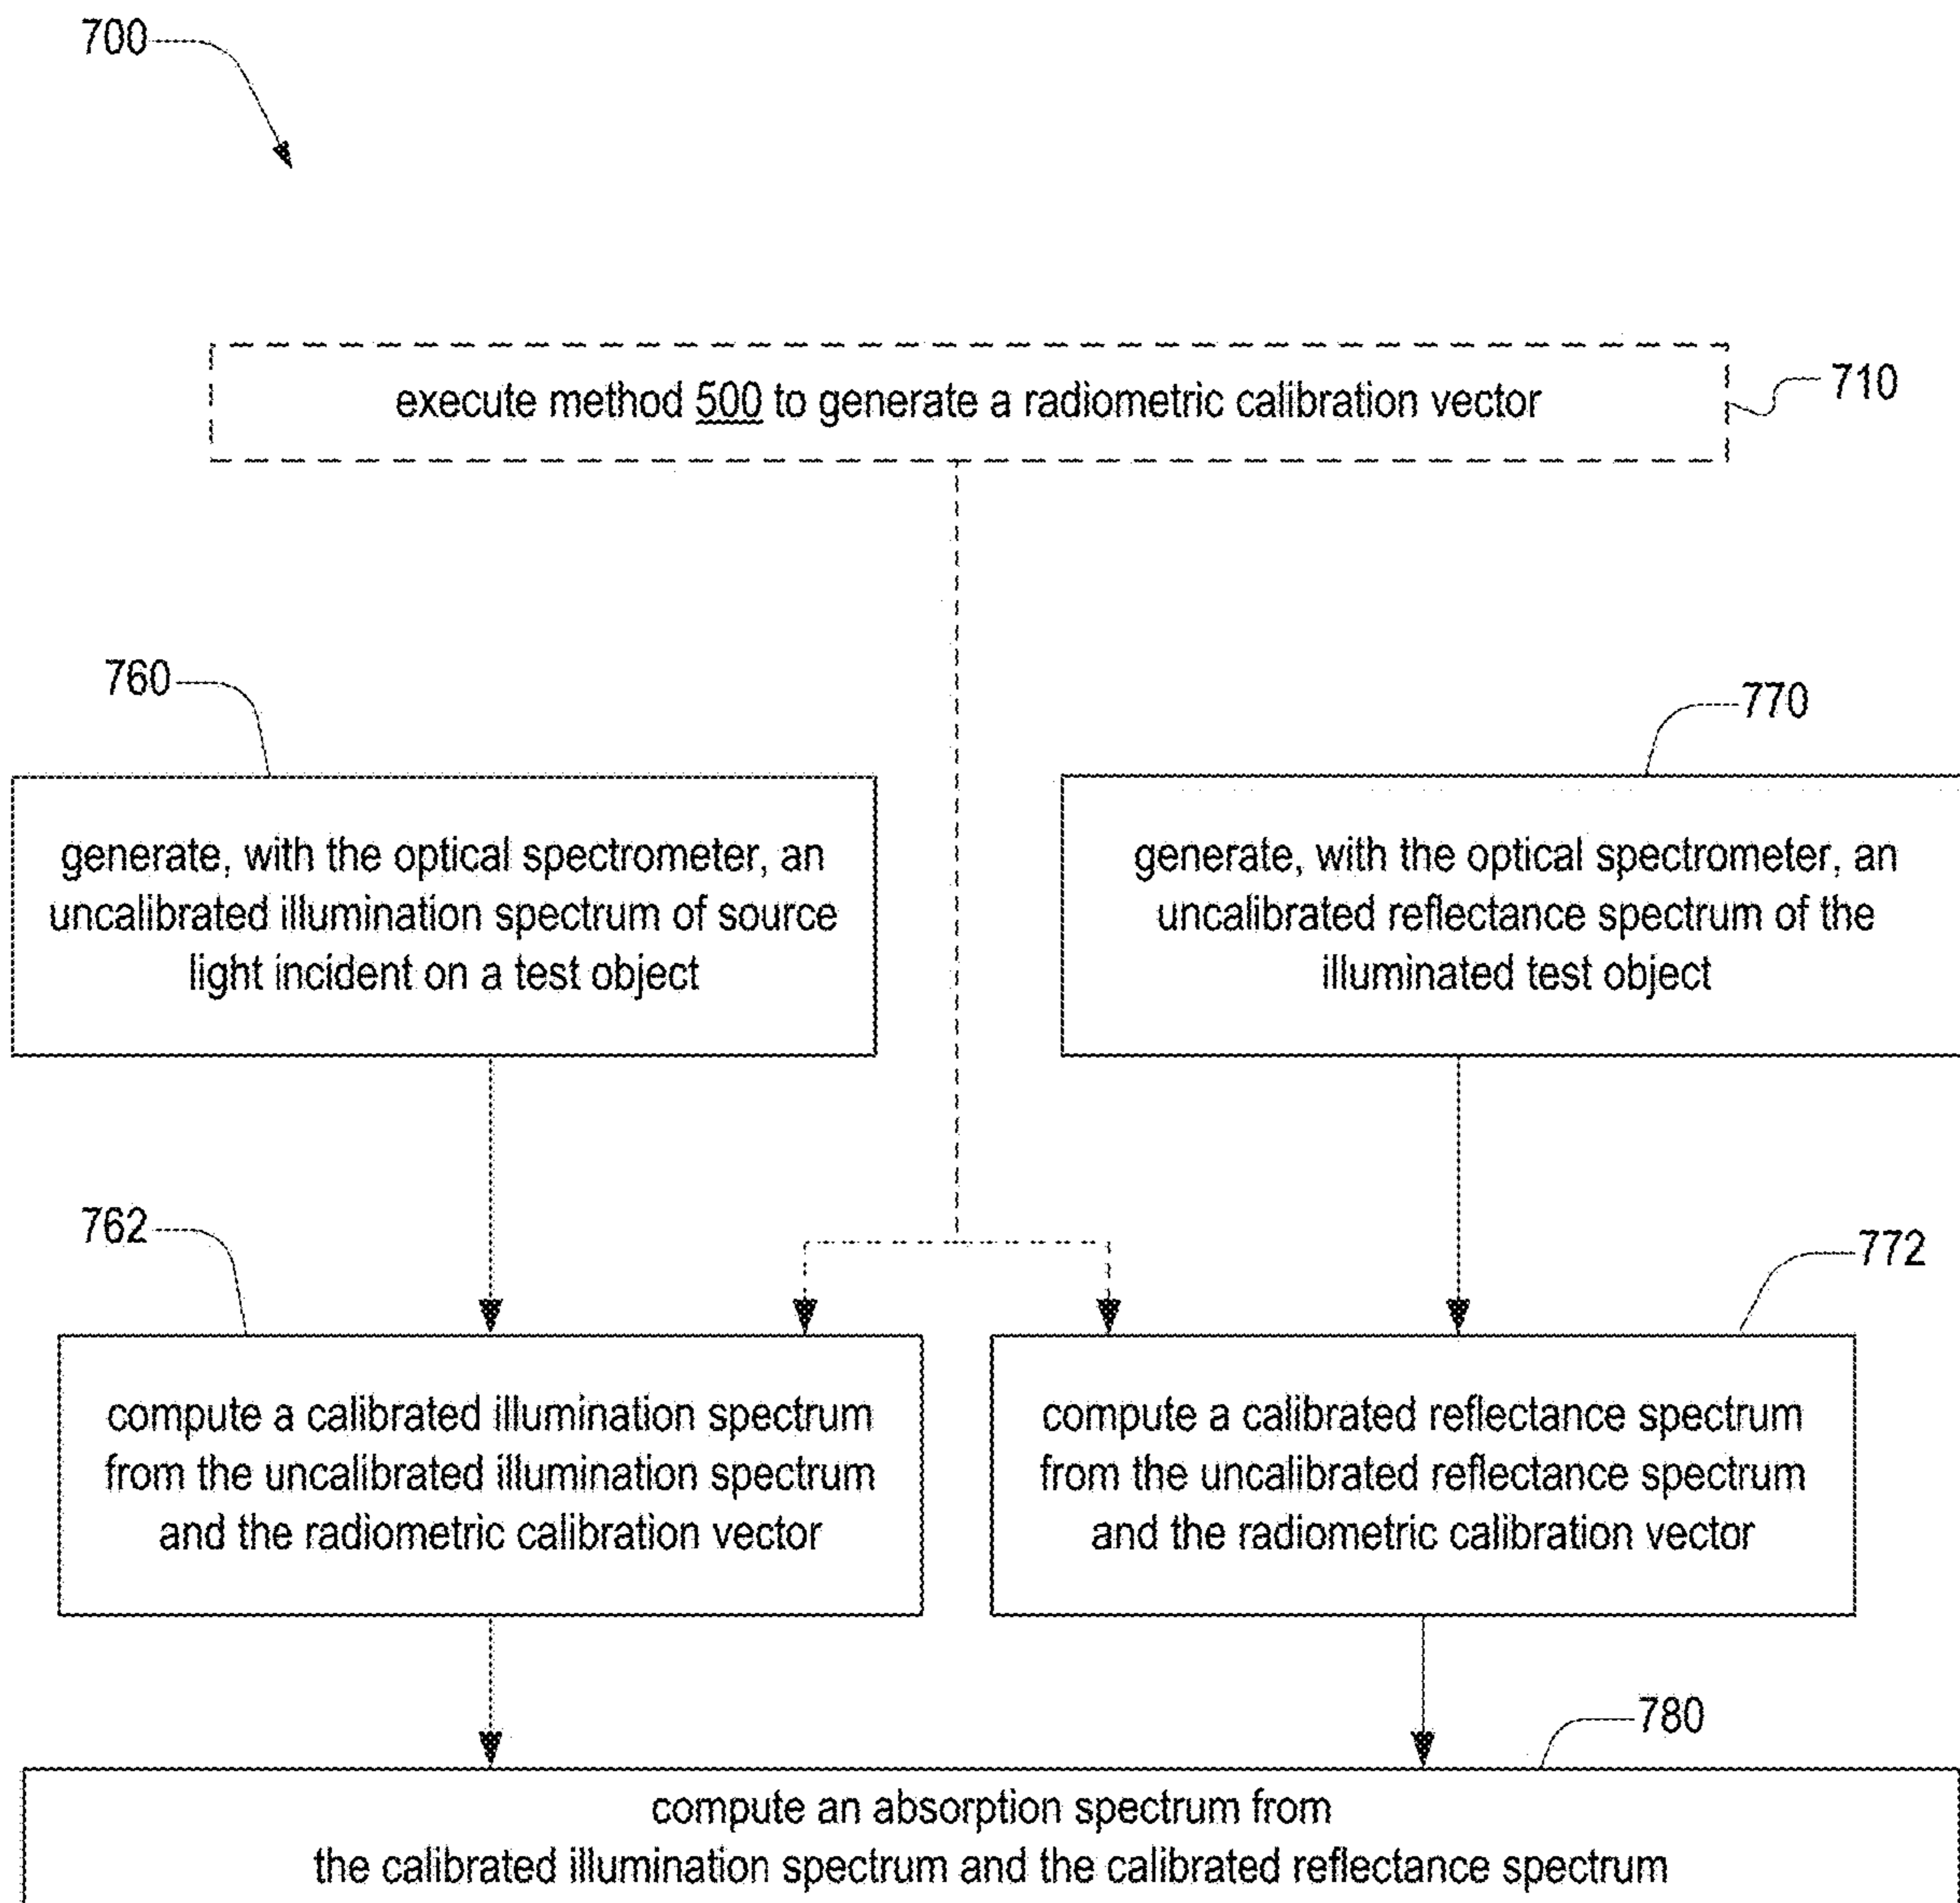 700
execute method 500 to generate a radiometric calibration vector
710
760
770
generate, with the optical spectrometer, an
uncalibrated illumination spectrum of source
light incident on a test object
generate, with the optical spectrometer, an
uncalibrated reflectance spectrum of the
illuminated test object
762
772
compute a calibrated illumination spectrum
from the uncalibrated illumination spectrum
and the radiometric calibration vector
compute a calibrated reflectance spectrum
from the uncalibrated reflectance spectrum
and the radiometric calibration vector
780
compute an absorption spectrum from
the calibrated illumination spectrum and the calibrated reflectance spectrum